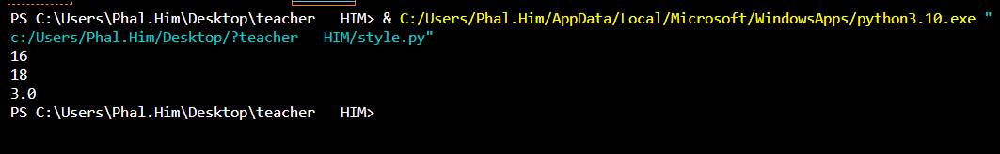 PS C:\Users\Phal.Him\Desktop\teacher   HIM> & C:/Users/Phal.Him/AppData/Local/Microsoft/WindowsApps/python3.10.exe "
c:/Users/Phal.Him/Desktop/?teacher   HIM/style.py"
16
18
3.0
PS C:\Users\Phal.Him\Desktop\teacher   HIM>